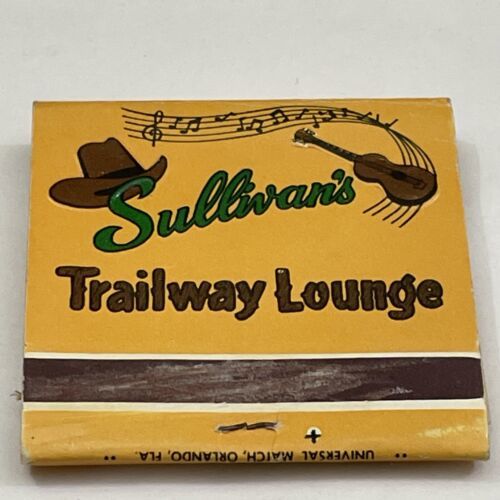 Sullivan's
Trailway Lounge
UNIVERSAL MATCH, ORLANDO, FLA.